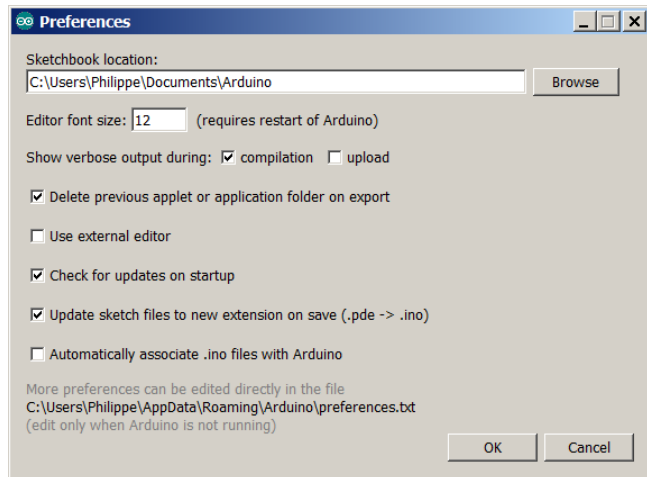 Preferences
Sketchbook location:
C:\Users\Philippe\Documents\Arduino Browse
Editor font size: 12 (requires restart of Arduino)
Show verbose output during: compilation upload
Delete previous applet or application folder on export
Use external editor
Check for updates on startup
Update sketch files to new extension on save (.pde -> .ino)
Automatically associate .ino files with Arduino
More preferences can be edited directly in the file
C:\Users\Philippe\AppData\Roaming\Arduino\preferences.txt
(edit only when Arduino is not running)
OK Cancel